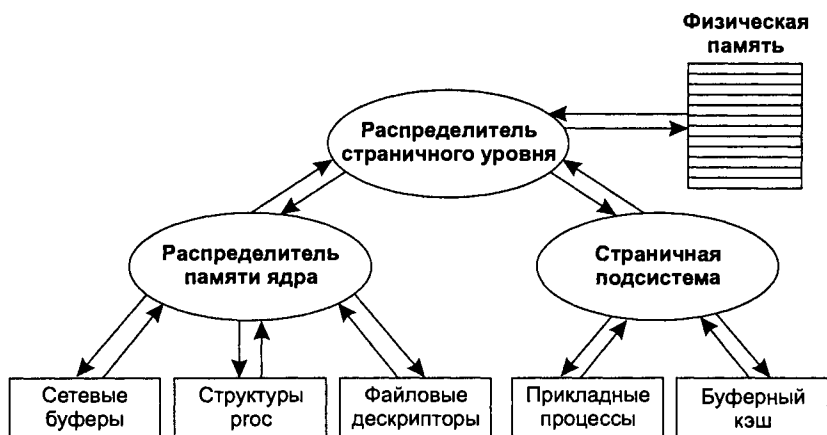 Физическая
память
Распределитель
страничного уровня
Распределитель
памяти ядра
Страничная
подсистема
Сетевые
буферы
Структуры
proc
Файловые
дескрипторы
Прикладные
процессы
Буферный
кэш